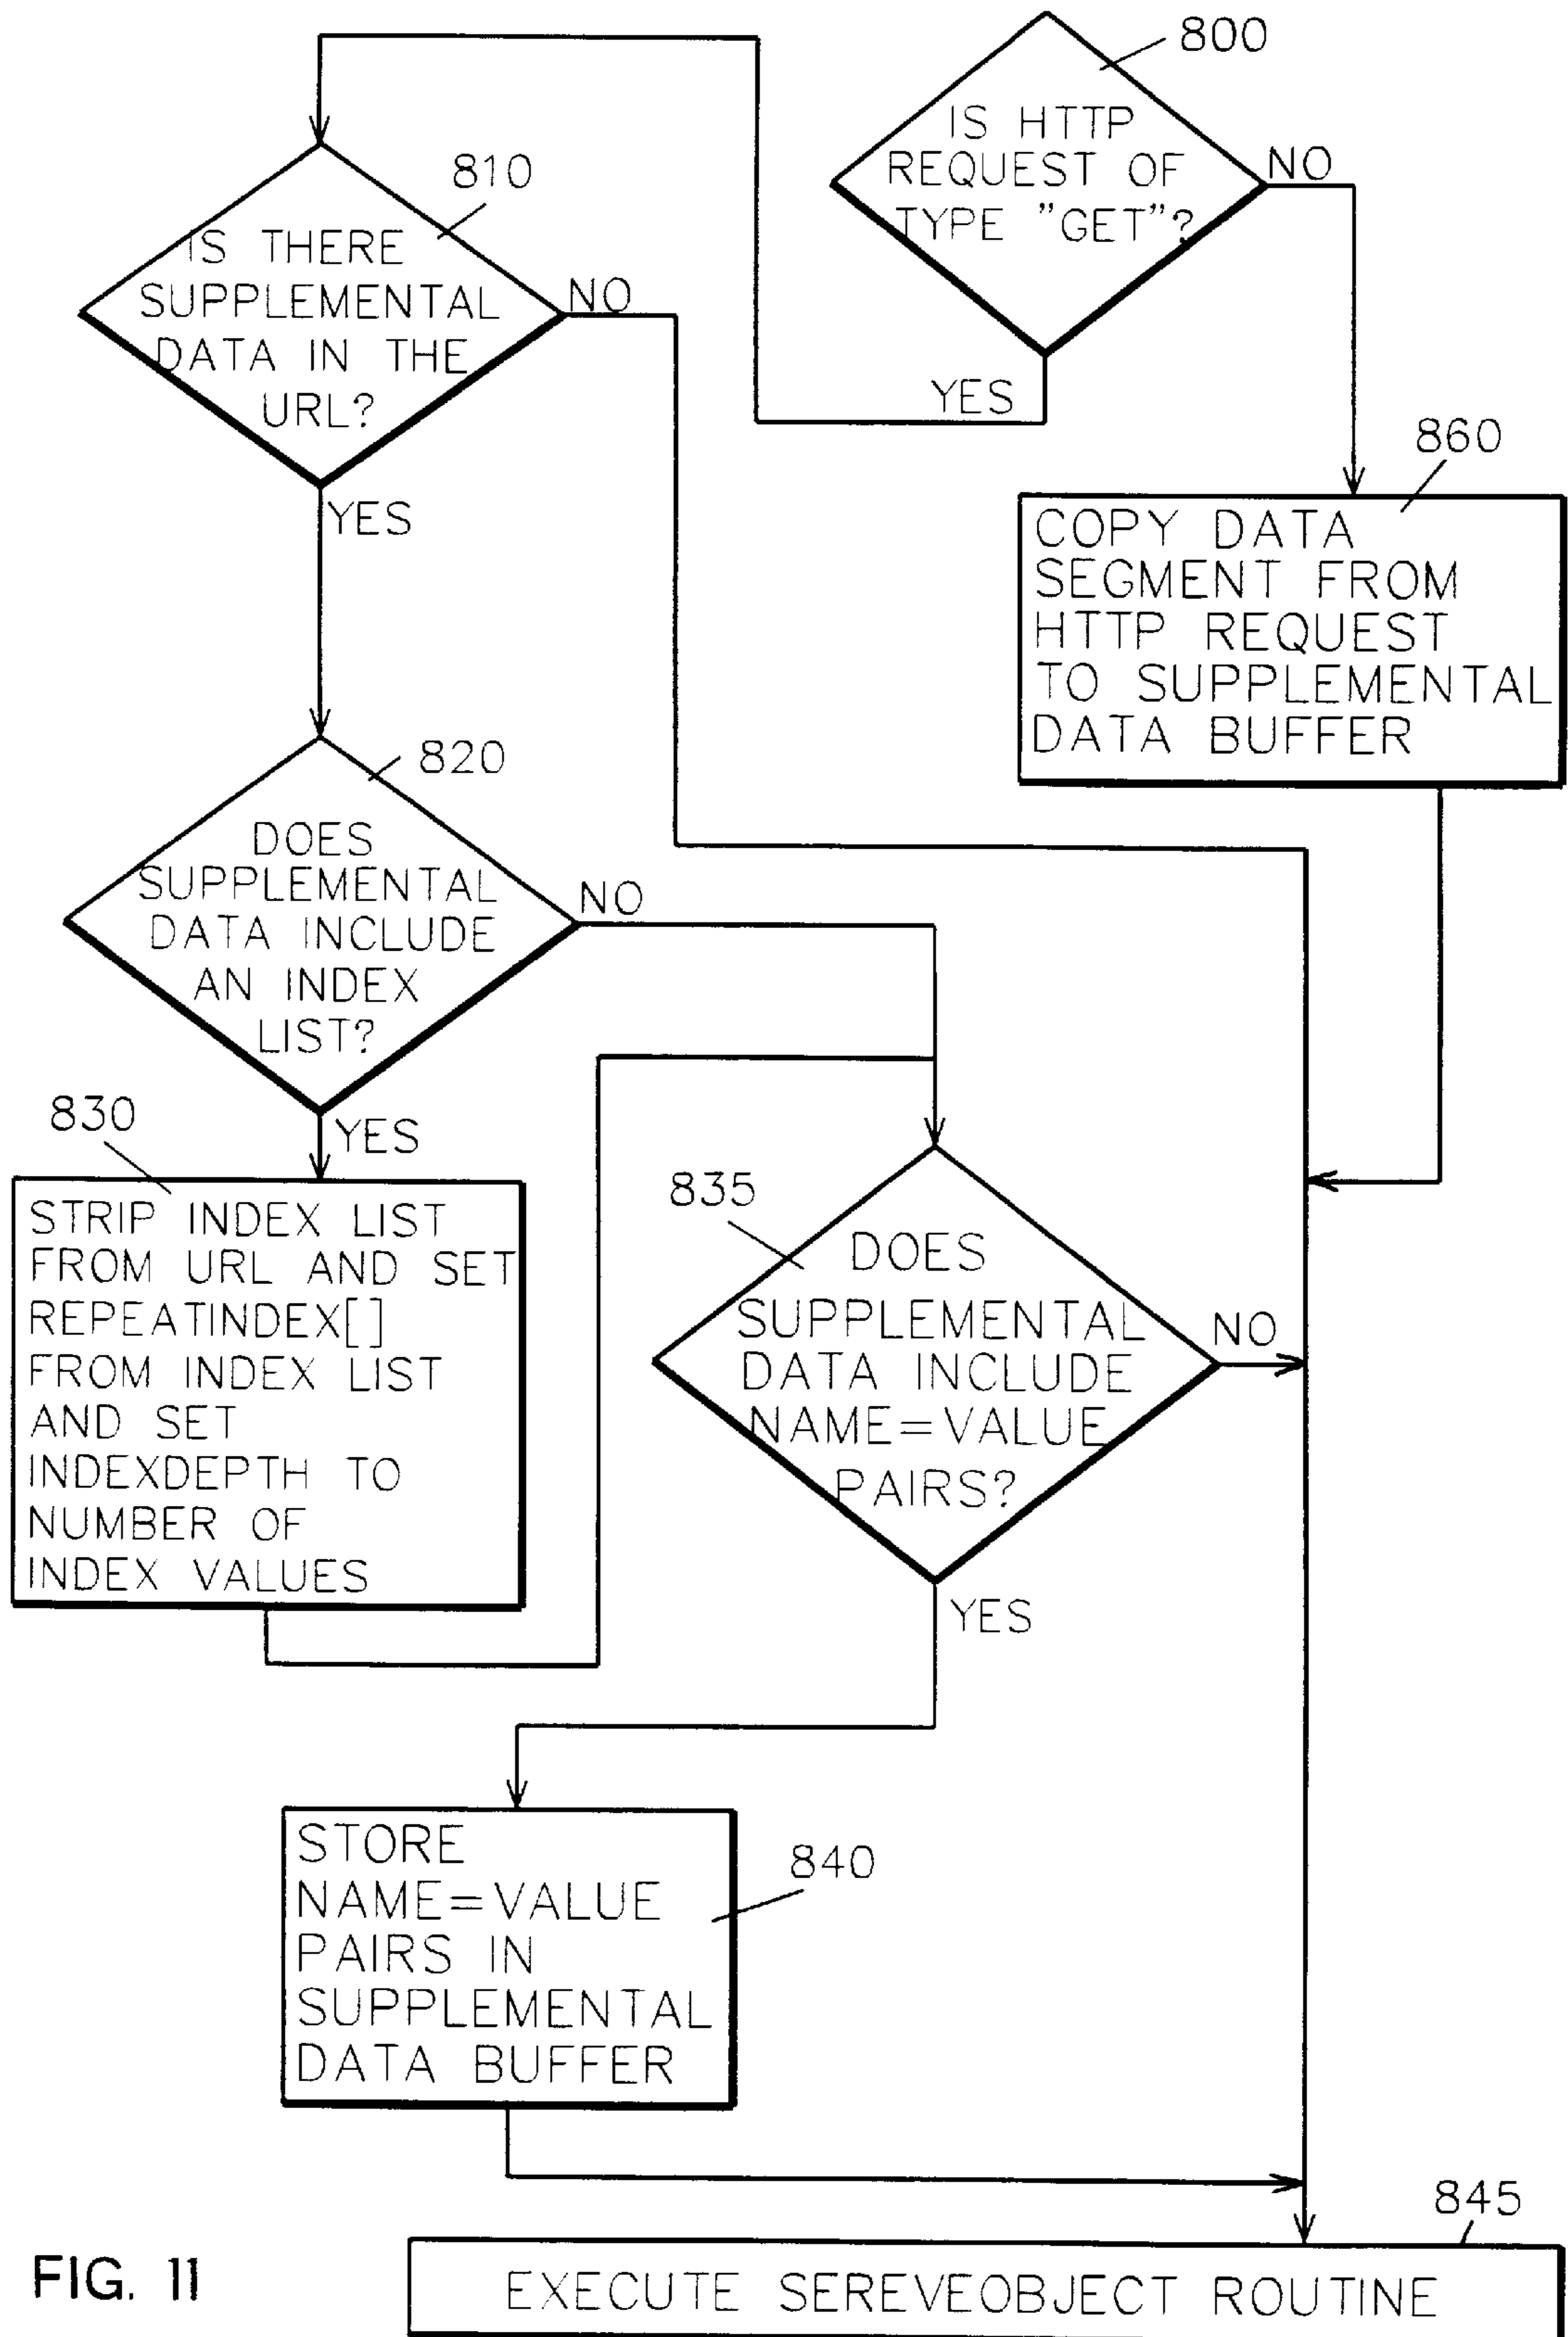 800
IS HTTP
REQUEST OF
TYPE "GET"?
NO
YES
810
IS THERE
SUPPLEMENTAL
DATA IN THE
URL?
NO
YES
860
COPY DATA
SEGMENT FROM
HTTP REQUEST
TO SUPPLEMENTAL
DATA BUFFER
820
DOES
SUPPLEMENTAL
DATA INCLUDE
AN INDEX
LIST?
NO
YES
830
STRIP INDEX LIST
FROM URL AND SET
REPEATINDEX[]
FROM INDEX LIST
AND SET
INDEXDEPTH TO
NUMBER OF
INDEX VALUES
835
DOES
SUPPLEMENTAL
DATA INCLUDE
NAME=VALUE
PAIRS?
NO
YES
840
STORE
NAME=VALUE
PAIRS IN
SUPPLEMENTAL
DATA BUFFER
845
EXECUTE SEREVEOBJECT ROUTINE
FIG. 11